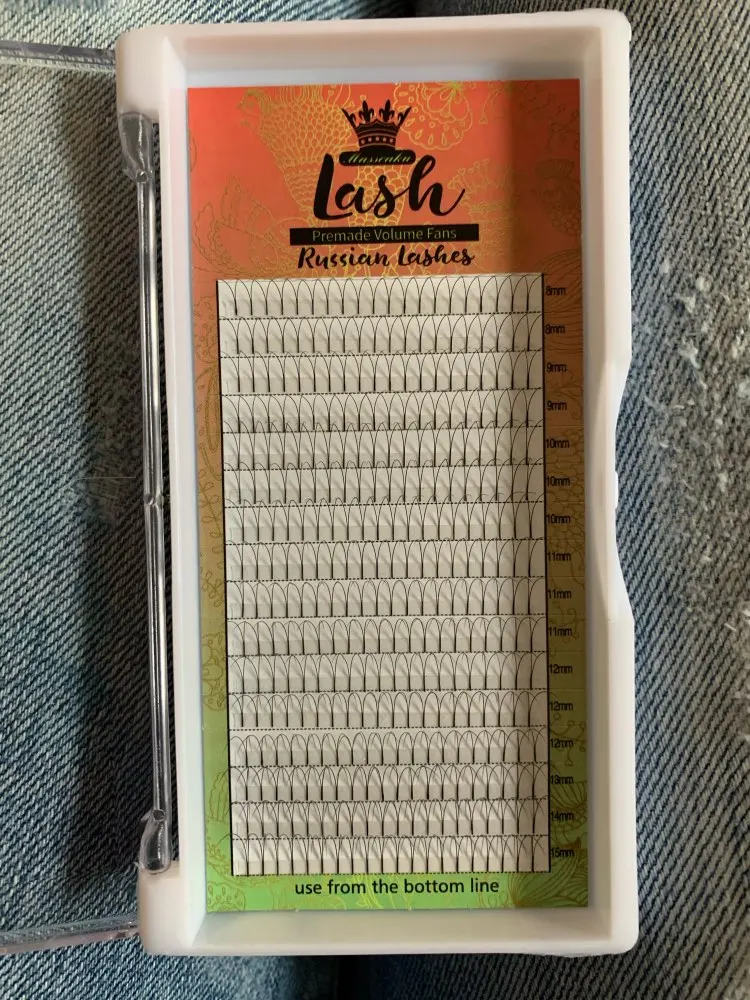 Masscaku
Lash
Premade Volume Fans
Russian Lashes
8mm
8mm
9mm
9mm
10mm
10mm
10mm
11mm
11mm
11mm
12mm
12mm
12mm
13mm
14mm
15mm
use from the bottom line